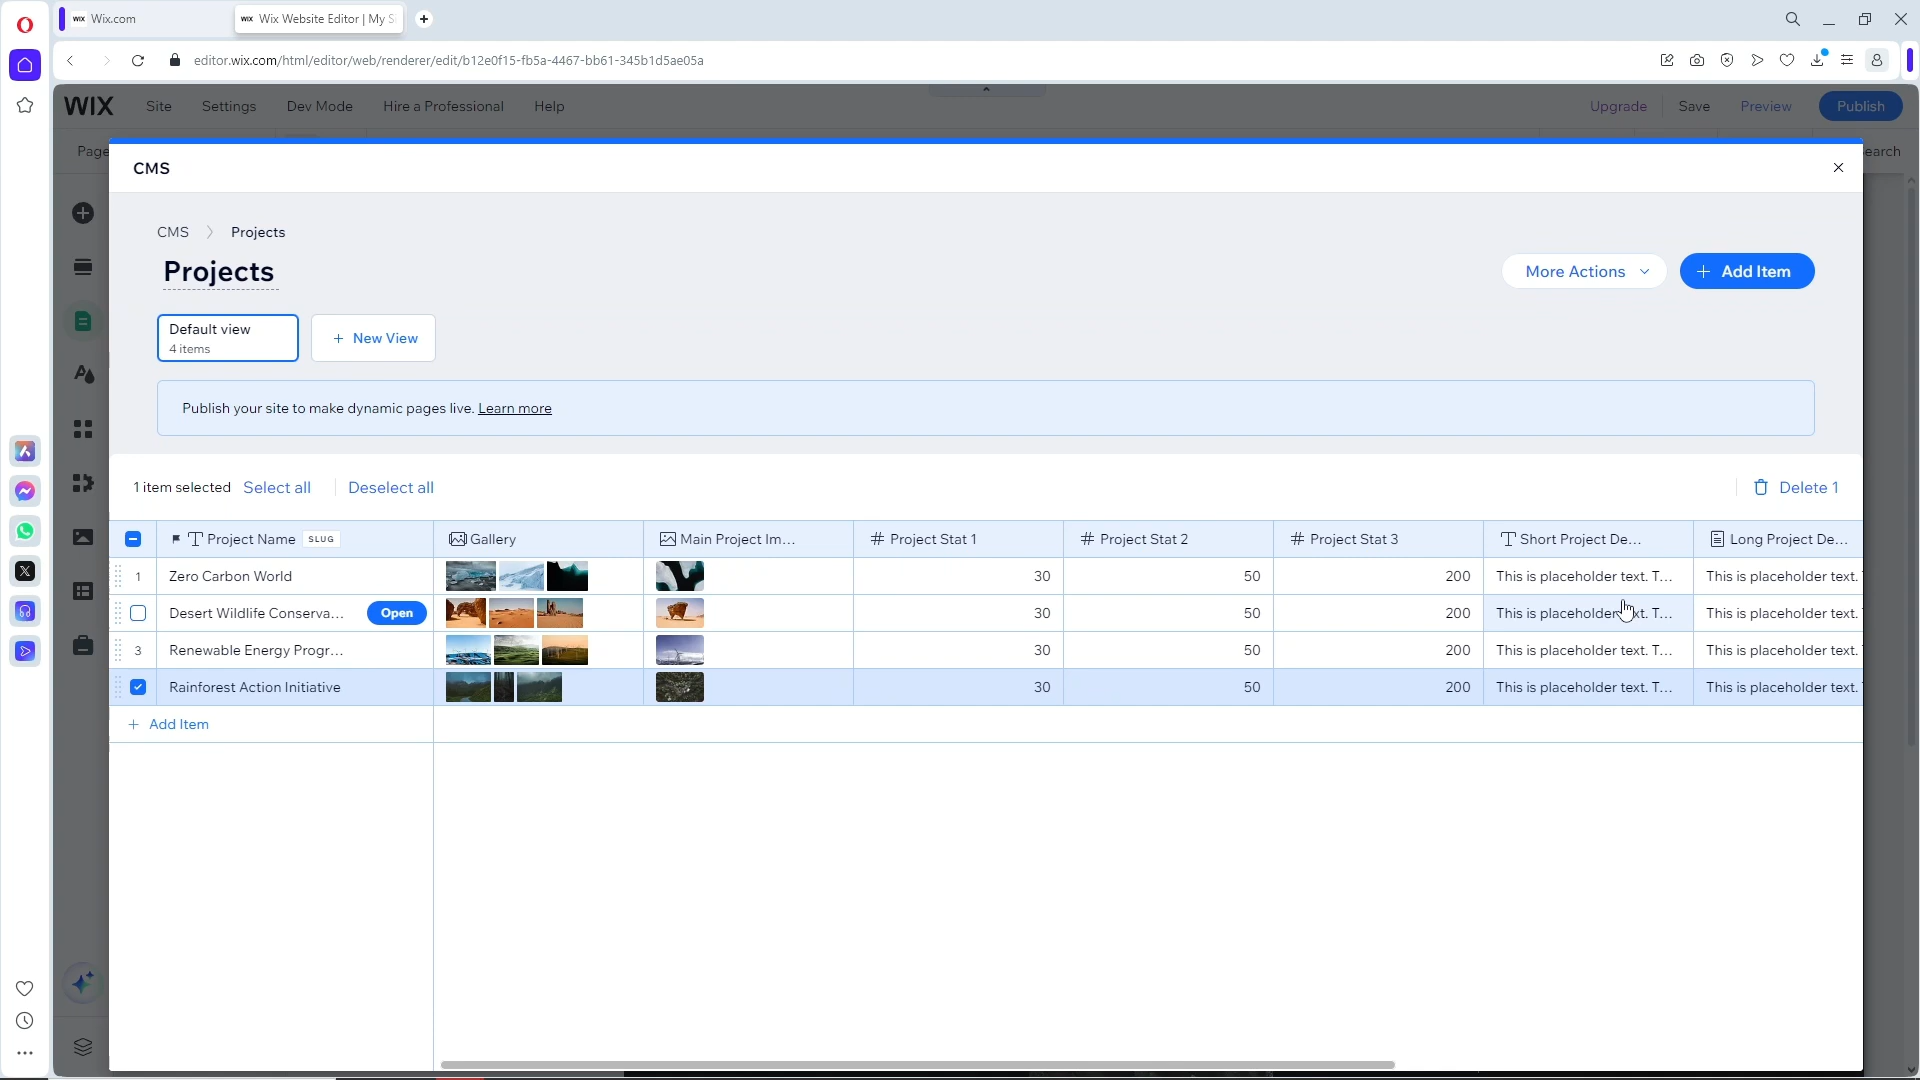 Wix.com
Wix Website Editor | My S
editor.wix.com/html/editor/web/renderer/edit/b12e0f15-fb5a-4467-bb61-345b1d5ae05a
WIX Site Settings Dev Mode Hire a Professional Help Upgrade Save Preview Publish
Page earch
CMS
CMS Projects
Projects
More Actions
+ Add Item
Default view
4 items
+ New View
Publish your site to make dynamic pages live. Learn more
1 item selected Select all Deselect all Delete 1
Project Name SLUG Gallery Main Project Im... # Project Stat 1 # Project Stat 2 # Project Stat 3 Short Project De... Long Project De...
1 Zero Carbon World 30 50 200 This is placeholder text. T... This is placeholder text.
Desert Wildlife Conserva... Open 30 50 200 This is placeholder text. T... This is placeholder text.
3 Renewable Energy Progr... 30 50 200 This is placeholder text. T... This is placeholder text.
Rainforest Action Initiative 30 50 200 This is placeholder text. T... This is placeholder text.
+ Add Item